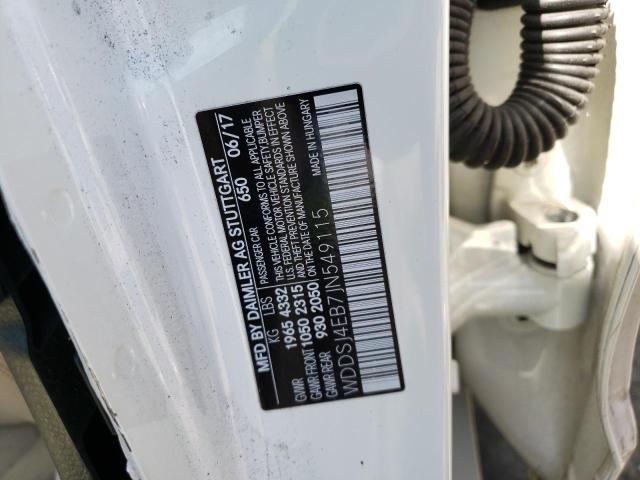 MFD BY DAIMLER AG STUTTGART
PASSENGER CAR 650 06/17
KG LBS
THIS VEHICLE CONFORMS TO ALL APPLICABLE
U.S. FEDERAL MOTOR VEHICLE SAFETY, BUMPER
& THEFT PREVENTION STANDARDS IN EFFECT
ON THE DATE OF MANUFACTURE SHOWN ABOVE
GVWR 1965 4332
GAWR FRONT 1050 2315
GAWR REAR 930 2050
MADE IN HUNGARY
WDDSJ4EB7JN549115